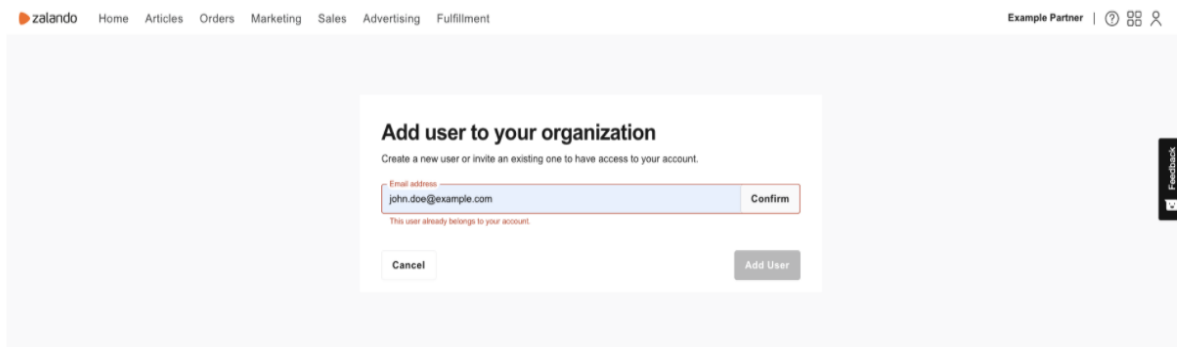 zalando Home Articles Orders Marketing Sales Advertising Fulfillment Example Partner |
Feedback
Add user to your organization
Create a new user or invite an existing one to have access to your account.
Email address
john.doe@example.com Confirm
This user already belongs to your account.
Cancel Add User